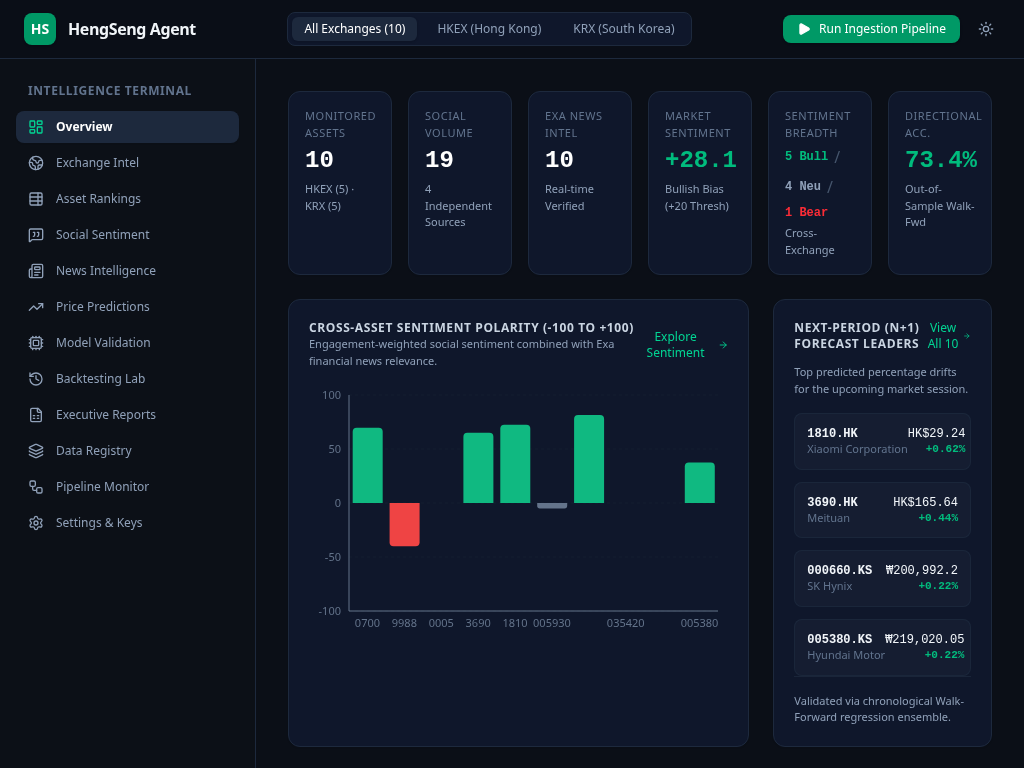 HS
HengSeng Agent
All Exchanges (10)
HKEX (Hong Kong)
KRX (South Korea)
Run Ingestion Pipeline
INTELLIGENCE TERMINAL
Overview
Exchange Intel
Asset Rankings
Social Sentiment
News Intelligence
Price Predictions
Model Validation
Backtesting Lab
Executive Reports
Data Registry
Pipeline Monitor
Settings & Keys
MONITORED
ASSETS
10
HKEX (5) ·
KRX (5)
SOCIAL
VOLUME
19
4
Independent
Sources
EXA NEWS
INTEL
10
Real-time
Verified
MARKET
SENTIMENT
+28.1
Bullish Bias
(+20 Thresh)
SENTIMENT
BREADTH
5 Bull /
4 Neu /
1 Bear
Cross-
Exchange
DIRECTIONAL
ACC.
73.4%
Out-of-
Sample Walk-
Fwd
CROSS-ASSET SENTIMENT POLARITY (-100 TO +100)
Engagement-weighted social sentiment combined with Exa
financial news relevance.
Explore
Sentiment
100
50
0
-50
-100
0700 9988 0005 3690 1810 005930 035420 005380
NEXT-PERIOD (N+1)
FORECAST LEADERS
View
All 10
Top predicted percentage drifts
for the upcoming market session.
1810.HK HK$29.24
Xiaomi Corporation +0.62%
3690.HK HK$165.64
Meituan +0.44%
000660.KS ₩200,992.2
SK Hynix +0.22%
005380.KS ₩219,020.05
Hyundai Motor +0.22%
Validated via chronological Walk-
Forward regression ensemble.